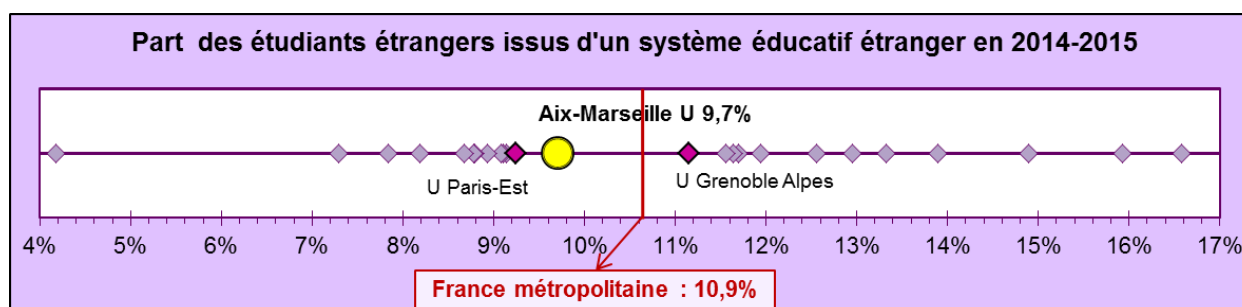 Part des étudiants étrangers issus d'un système éducatif étranger en 2014-2015
Aix-Marseille U 9,7%
U Paris-Est
U Grenoble Alpes
4% 5% 6% 7% 8% 9% 10% 11% 12% 13% 14% 15% 16% 17%
France métropolitaine : 10,9%